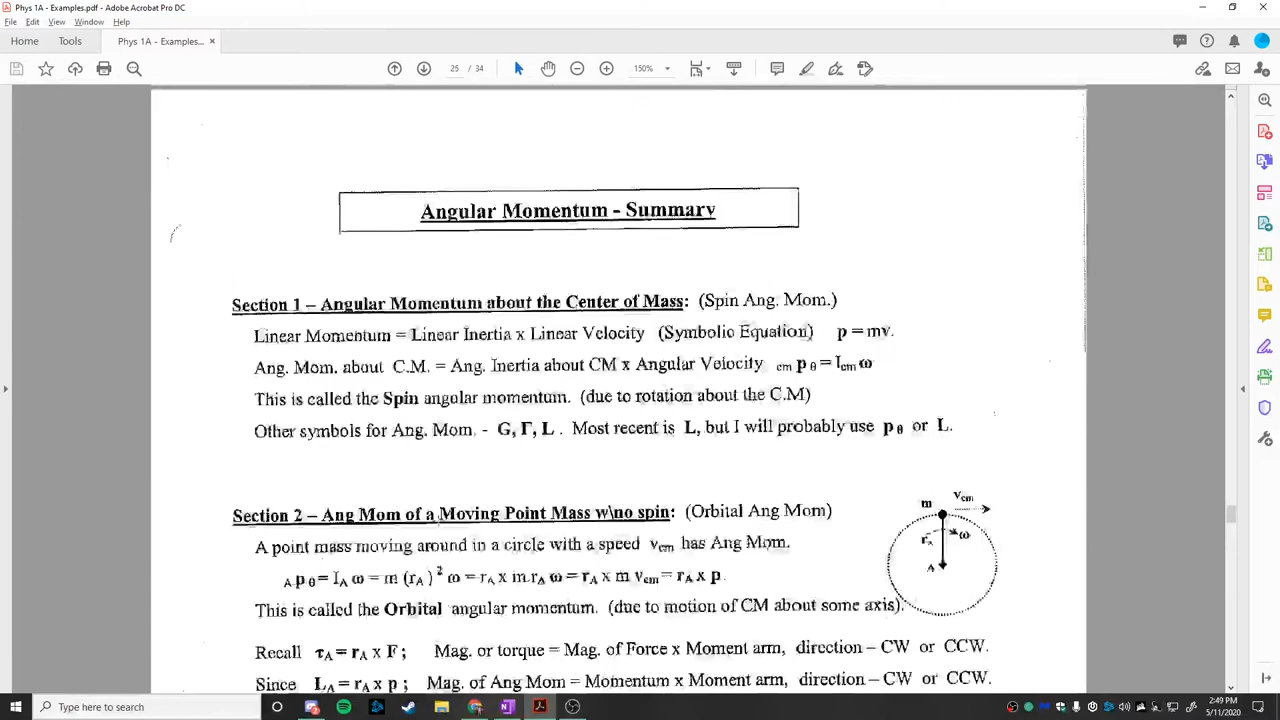 Phys 1A - Examples.pdf - Adobe Acrobat Pro DC
File Edit View Window Help
Home Tools Phys 1A - Examples... ×
25 / 34 150%
Angular Momentum - Summary
Section 1 – Angular Momentum about the Center of Mass: (Spin Ang. Mom.)
Linear Momentum = Linear Inertia x Linear Velocity (Symbolic Equation) p = mv.
Ang. Mom. about C.M. = Ang. Inertia about CM x Angular Velocity cm p θ = Icm ω
This is called the Spin angular momentum. (due to rotation about the C.M)
Other symbols for Ang. Mom. - G, Γ, L . Most recent is L, but I will probably use p θ or L.
Section 2 – Ang Mom of a Moving Point Mass w\no spin: (Orbital Ang Mom)
m vcm
rA ω
A
A point mass moving around in a circle with a speed vcm has Ang Mom.
A p θ = IA ω = m (rA)² ω = rA x m rA ω = rA x m vcm = rA x p
This is called the Orbital angular momentum. (due to motion of CM about some axis).
Recall τA = rA x F ; Mag. or torque = Mag. of Force x Moment arm, direction – CW or CCW.
Since LA = rA x p ; Mag. of Ang Mom = Momentum x Moment arm, direction – CW or CCW.
Type here to search
2:49 PM
5/11/2020